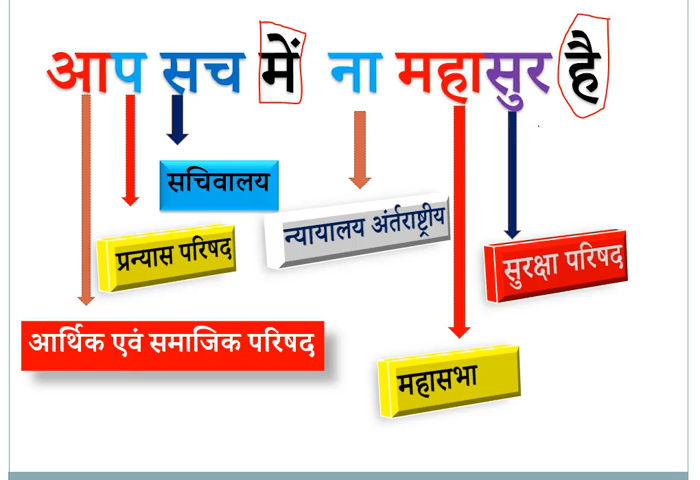 आप सच में ना महासुर है
सचिवालय
न्यायालय अंर्तराष्ट्रीय
प्रन्यास परिषद
सुरक्षा परिषद
आर्थिक एवं समाजिक परिषद
महासभा